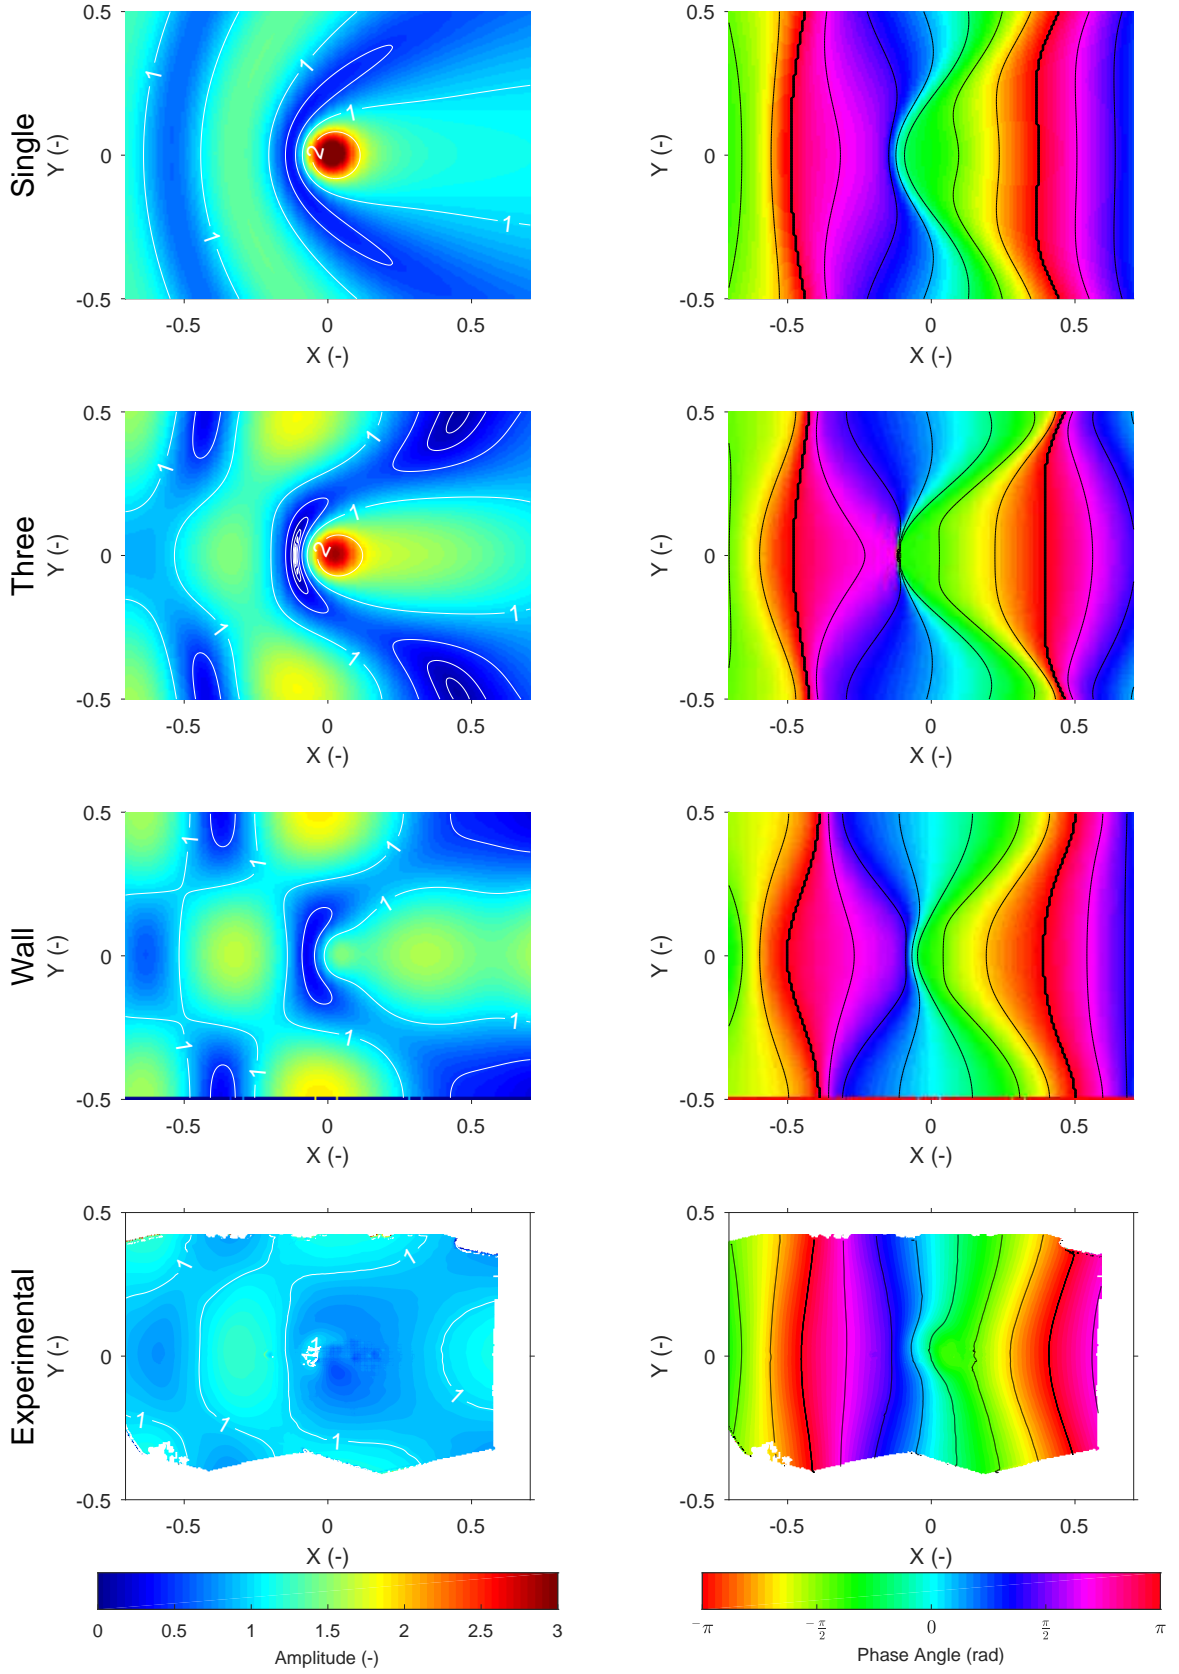 Single
Y (-)
0.5
0
-0.5
-0.5 0 0.5
X (-)
1
1
1
1
1
2
Y (-)
0.5
0
-0.5
-0.5 0 0.5
X (-)
Three
Y (-)
0.5
0
-0.5
-0.5 0 0.5
X (-)
1
1
1
1
1
1
1
2
Y (-)
0.5
0
-0.5
-0.5 0 0.5
X (-)
Wall
Y (-)
0.5
0
-0.5
-0.5 0 0.5
X (-)
1
1
1
1
1
1
1
Y (-)
0.5
0
-0.5
-0.5 0 0.5
X (-)
Experimental
Y (-)
0.5
0
-0.5
-0.5 0 0.5
X (-)
1
1
1
1
1
1
Y (-)
0.5
0
-0.5
-0.5 0 0.5
X (-)
0 0.5 1 1.5 2 2.5 3
Amplitude (-)
-π -π/2 0 π/2 π
Phase Angle (rad)